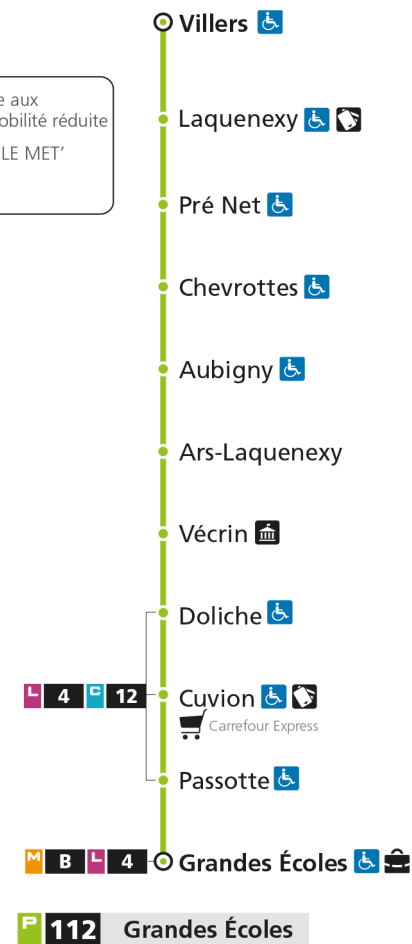 Villers
e aux
obilité réduite
LE MET'
Laquenexy
Pré Net
Chevrottes
Aubigny
Ars-Laquenexy
Vécrin
Doliche
L 4 C 12
Cuvion
Carrefour Express
Passotte
M B L 4
Grandes Écoles
P 112 Grandes Écoles